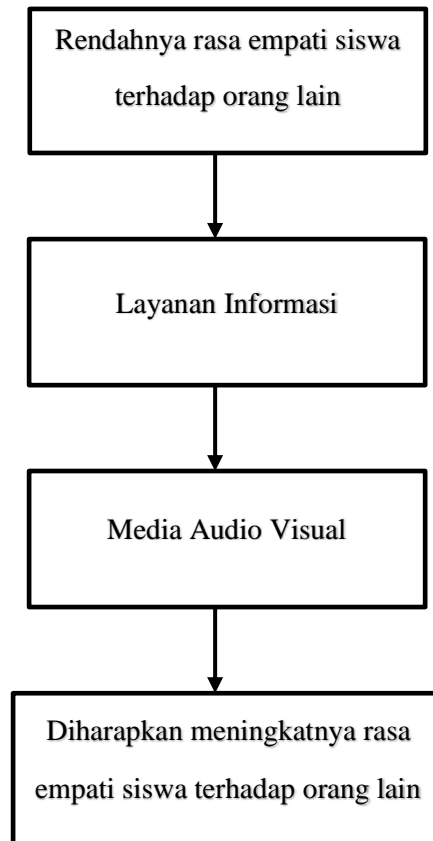 Rendahnya rasa empati siswa
terhadap orang lain
Layanan Informasi
Media Audio Visual
Diharapkan meningkatnya rasa
empati siswa terhadap orang lain